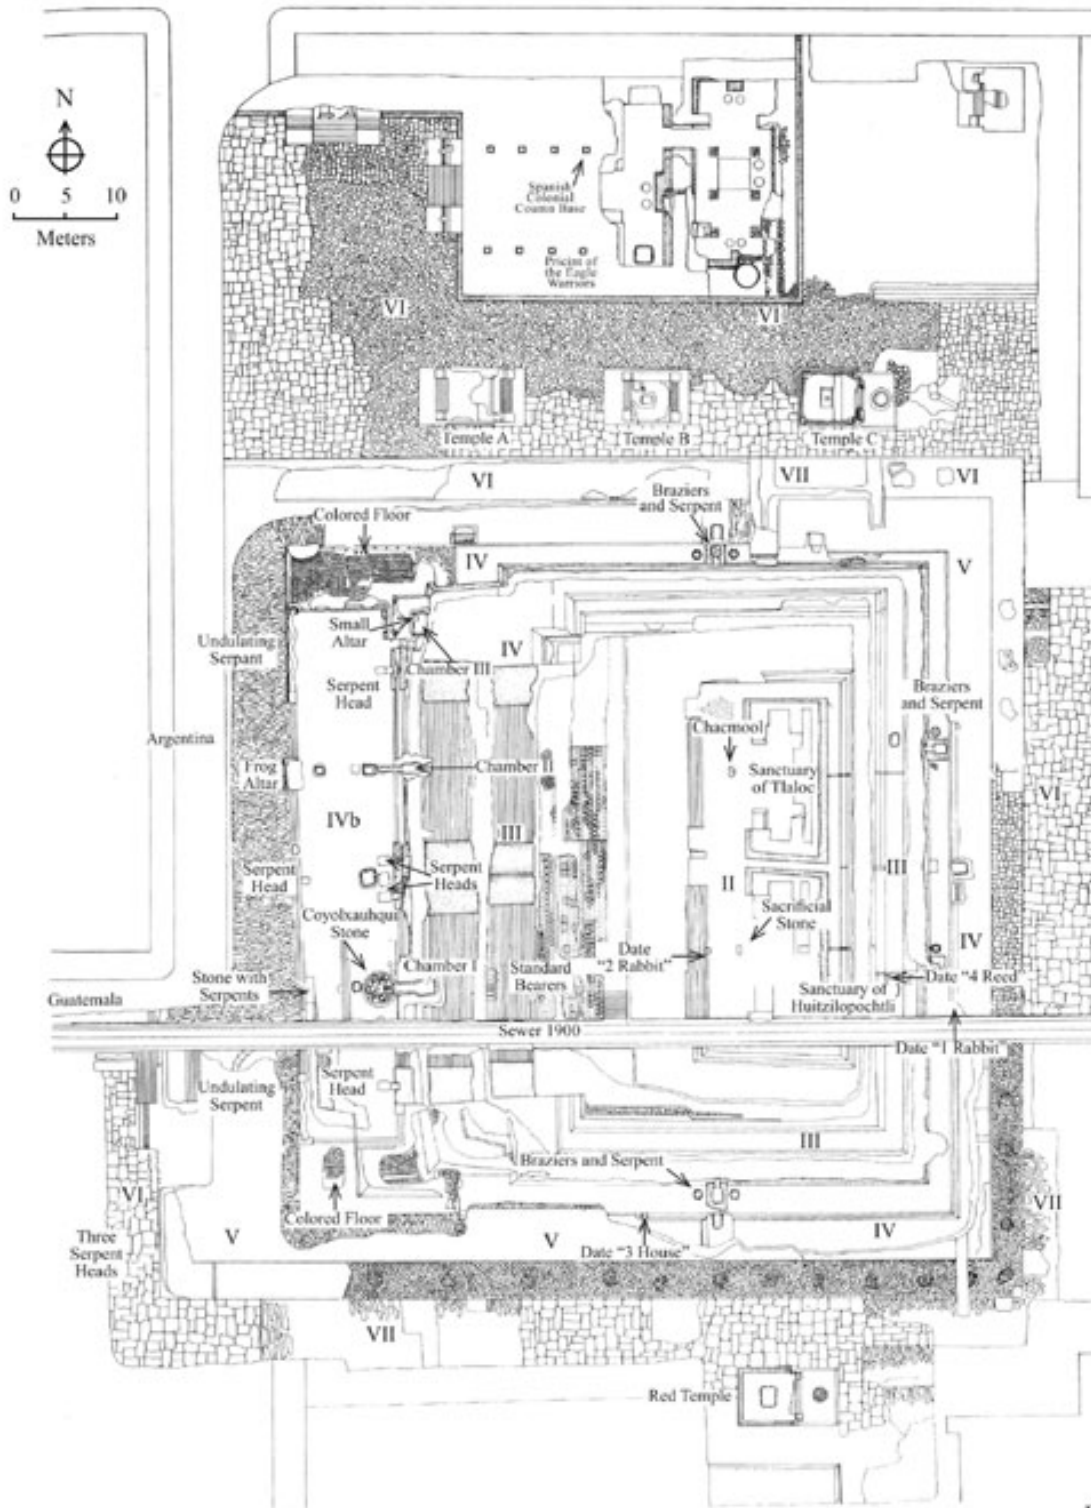 N
0 5 10
Meters
Spanish
Colonial
Coumn Base
Pricint of
the Eagle
Warriors
VI
VI
Temple A
Temple B
Temple C
VI
VII
VI
Braziers
and Serpent
Colored Floor
IV
V
Small
Altar
Undulating
Serpant
IV
Chamber III
Serpent
Head
Braziers
and Serpent
Chacmool
Argentina
Frog
Altar
Chamber II
Sanctuary
of Tlaloc
VI
IVb
III
Serpent
Head
Serpent
Heads
II
III
Coyolxauhqui
Stone
Sacrificial
Stone
Date
"2 Rabbit"
IV
Chamber I
Standard
Bearers
Stone with
Serpents
Date "4 Reed"
Sanctuary of
Huitzilopochtli
Guatemala
Sewer 1900
Date "1 Rabbit"
Serpent
Head
Undulating
Serpent
III
Braziers and Serpent
VI
VII
Colored Floor
Three
Serpent
Heads
V
V
IV
Date "3 House"
VII
Red Temple